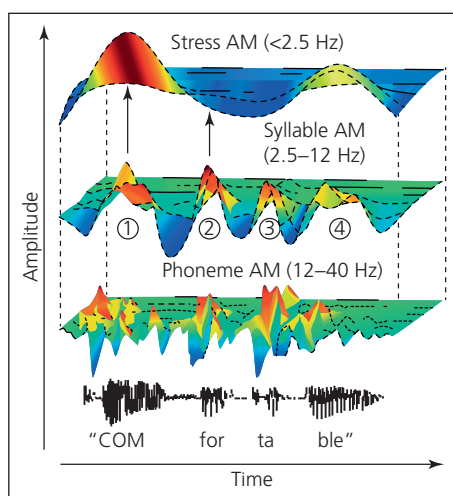 Stress AM (<2.5 Hz)
Syllable AM
(2.5–12 Hz)
① ② ③ ④
Phoneme AM (12–40 Hz)
“COM for ta ble”
Time
Amplitude